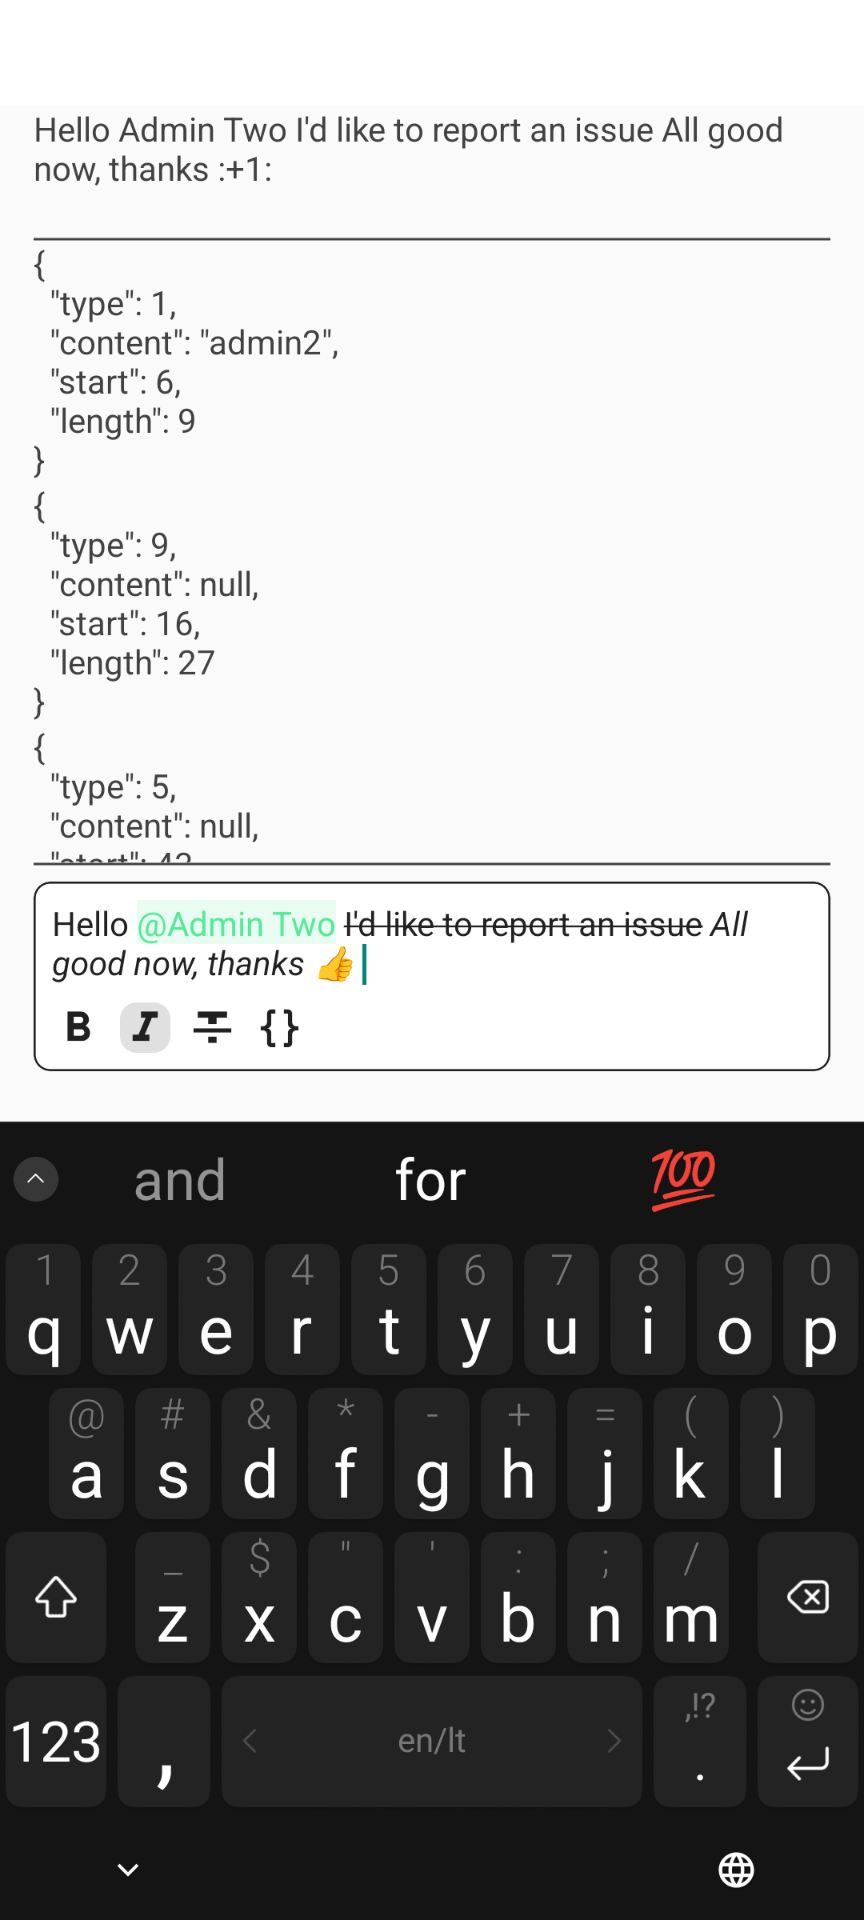 Hello Admin Two I'd like to report an issue All good
now, thanks :+1:
{
"type": 1,
"content": "admin2",
"start": 6,
"length": 9
}
{
"type": 9,
"content": null,
"start": 16,
"length": 27
}
{
"type": 5,
"content": null,
Hello @Admin Two I'd like to report an issue All
good now, thanks 👍
B I T {}
and for 💯
1 2 3 4 5 6 7 8 9 0
q w e r t y u i o p
@ # & * - + = ( )
a s d f g h j k l
_ $ " ' : ; /
z x c v b n m
,!?
123 , < en/lt > .